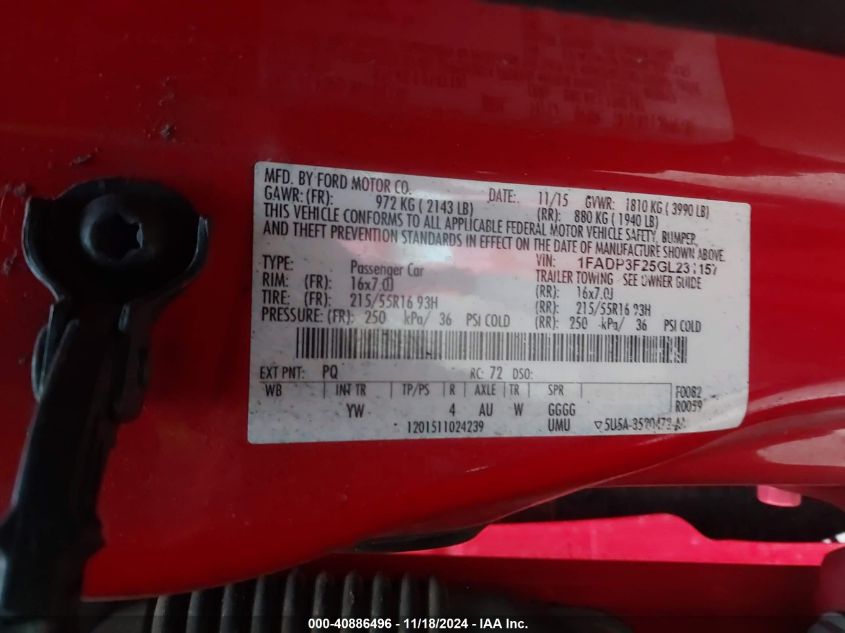 MFD. BY FORD MOTOR CO. DATE: 11/15 GVWR: 1810 KG ( 3990 LB)
GAWR: (FR): 972 KG ( 2143 LB) (RR): 880 KG ( 1940 LB)
THIS VEHICLE CONFORMS TO ALL APPLICABLE FEDERAL MOTOR VEHICLE SAFETY, BUMPER,
AND THEFT PREVENTION STANDARDS IN EFFECT ON THE DATE OF MANUFACTURE SHOWN ABOVE.
VIN:
TYPE: Passenger Car TRAILER TOWING - SEE OWNER GUIDE
RIM: (FR): 16x7.0J (RR): 16x7.0J
TIRE: (FR): 215/55R16 93H (RR): 215/55R16 93H
PRESSURE: (FR): 250 kPa/ 36 PSI COLD (RR): 250 kPa/ 36 PSI COLD
EXT PNT: PQ RC: 72 DSO:
WB INT TR TP/PS R AXLE TR SPR F0082
YW 4 AU W GGGG R0059
1201511024239 UMU
000-40886496 - 11/18/2024 - IAAI Inc.